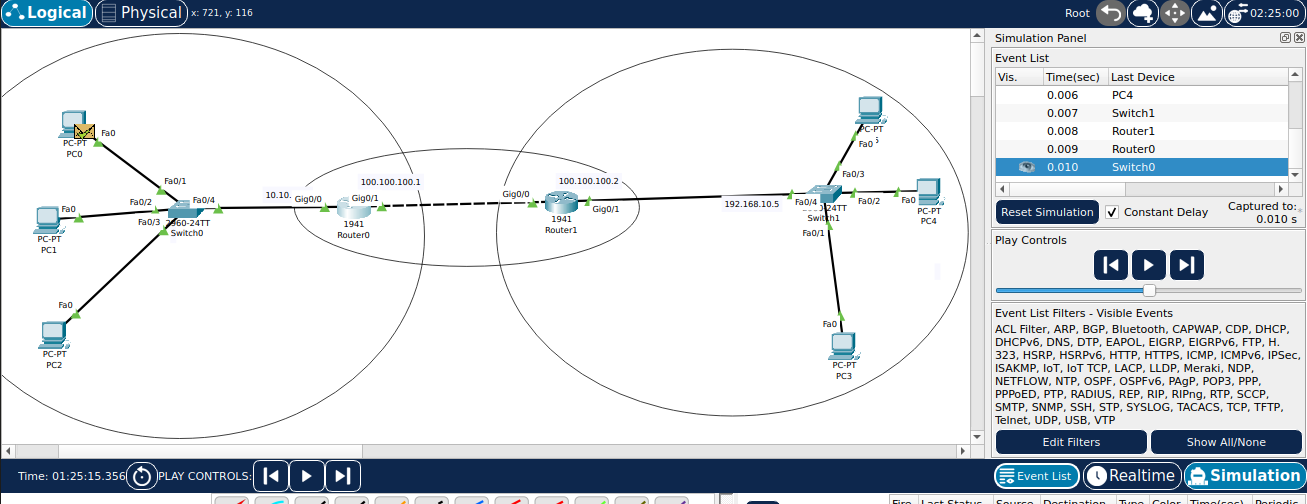 Logical
Physical
x: 721, y: 116
Root
02:25:00
Simulation Panel
Event List
Vis. Time(sec) Last Device
0.006 PC4
0.007 Switch1
0.008 Router1
0.009 Router0
0.010 Switch0
Reset Simulation
Constant Delay
Captured to:
0.010 s
Play Controls
Event List Filters - Visible Events
ACL Filter, ARP, BGP, Bluetooth, CAPWAP, CDP, DHCP,
DHCPv6, DNS, DTP, EAPOL, EIGRP, EIGRPv6, FTP, H.
323, HSRP, HSRPv6, HTTP, HTTPS, ICMP, ICMPv6, IPSec,
ISAKMP, IoT, IoT TCP, LACP, LLDP, Meraki, NDP,
NETFLOW, NTP, OSPF, OSPFv6, PAgP, POP3, PPP,
PPPoED, PTP, RADIUS, REP, RIP, RIPng, RTP, SCCP,
SMTP, SNMP, SSH, STP, SYSLOG, TACACS, TCP, TFTP,
Telnet, UDP, USB, VTP
Edit Filters
Show All/None
Fa0
PC-PT
PC0
Fa0/1
Fa0
Fa0/2
Fa0/4
Fa0/3
PC-PT
PC1
2960-24TT
Switch0
Fa0
PC-PT
PC2
10.10.
Gig0/0
100.100.100.1
Gig0/1
1941
Router0
100.100.100.2
Gig0/0
Gig0/1
1941
Router1
192.168.10.5
PC-PT
Fa0
Fa0/3
Fa0/4
Fa0/2
Fa0
24TT
Switch1
Fa0/1
PC-PT
PC4
Fa0
PC-PT
PC3
Time: 01:25:15.356
PLAY CONTROLS:
Event List
Realtime
Simulation
Fire Last Status Source Destination Type Color Time(sec) Periodic